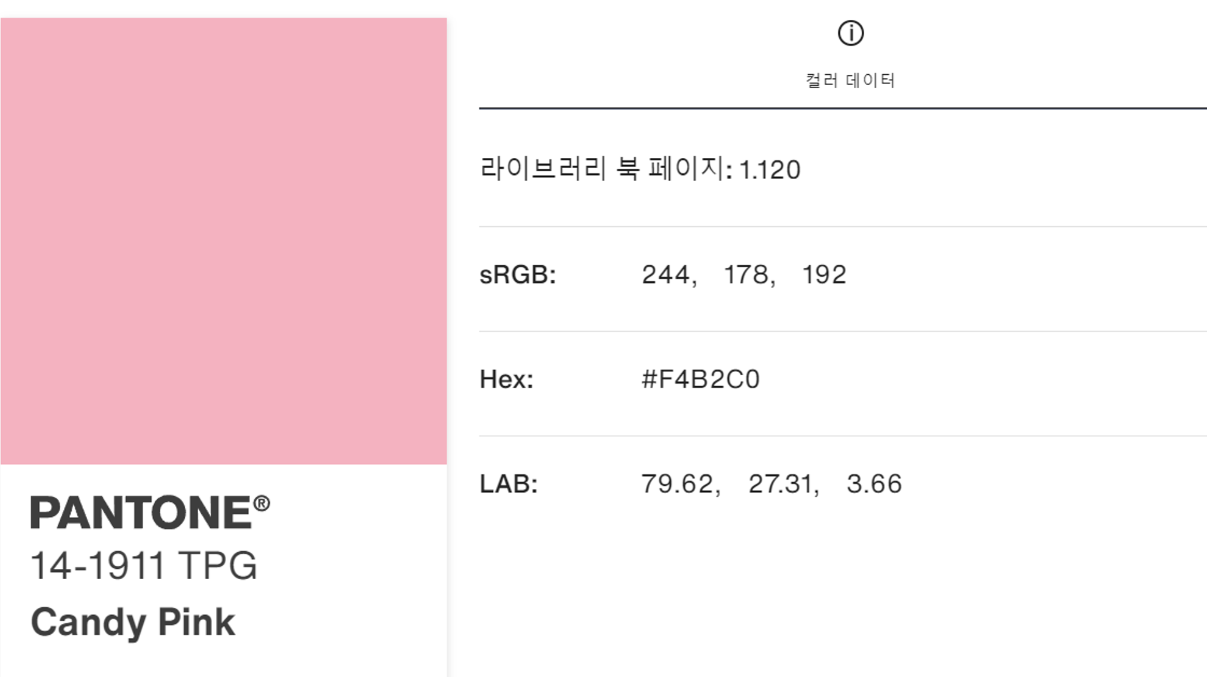 컬러 데이터
라이브러리 북 페이지: 1.120
sRGB: 244, 178, 192
Hex: #F4B2C0
LAB: 79.62, 27.31, 3.66
PANTONE®
14-1911 TPG
Candy Pink